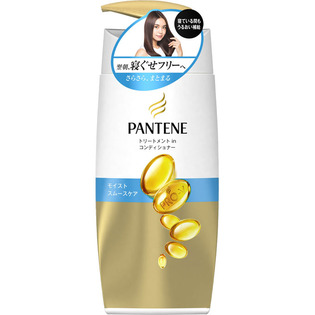 寝ている間も
うるおい補給
翌朝、寝ぐせフリーへ
さらさら、まとまる
PANTENE
トリートメント in
コンディショナー
モイスト
スムースケア
PRO-V